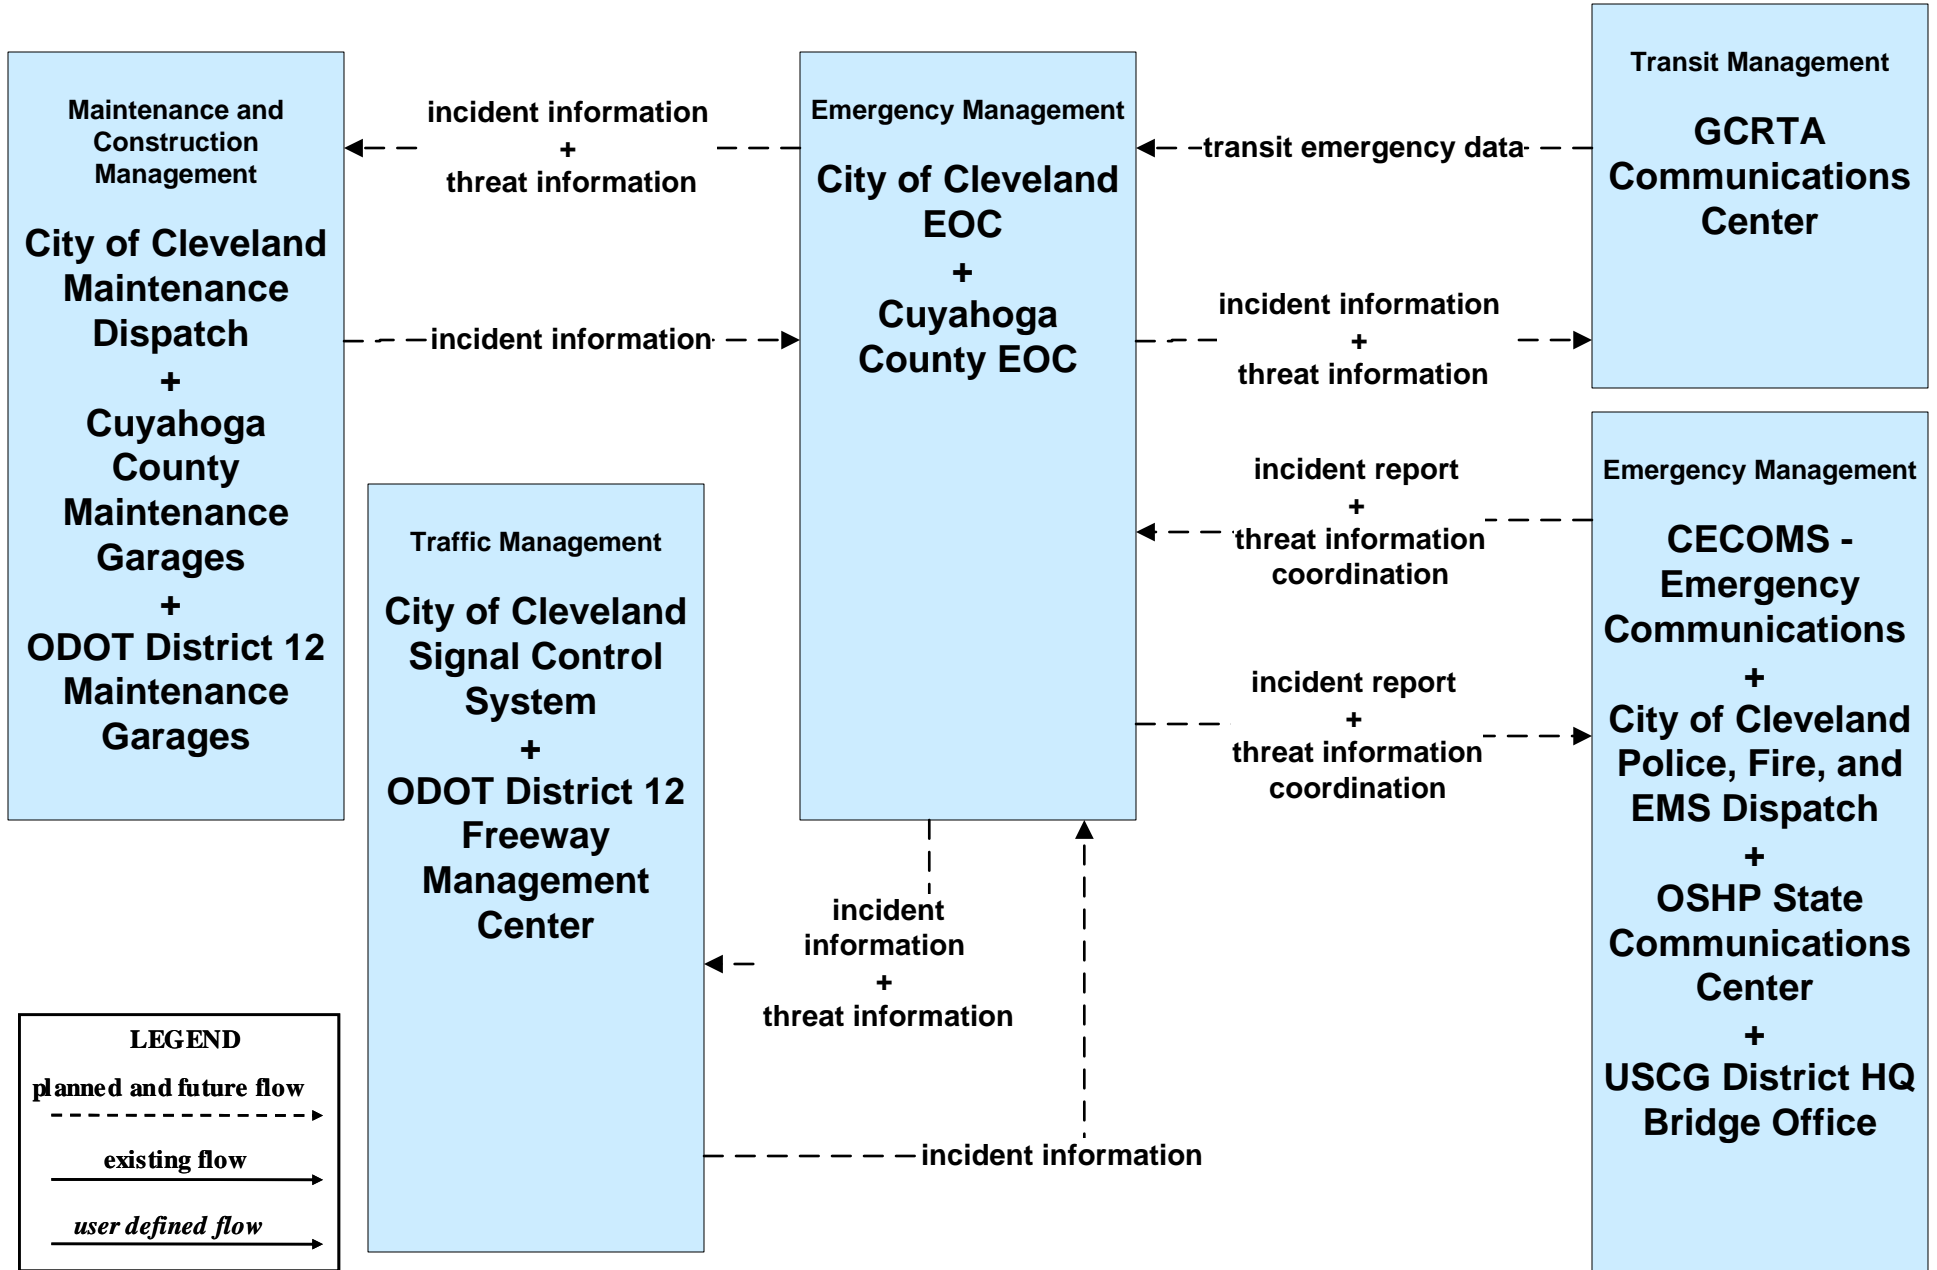 Maintenance and
Construction
Management
City of Cleveland
Maintenance
Dispatch
+
Cuyahoga
County
Maintenance
Garages
+
ODOT District 12
Maintenance
Garages
incident information
+
threat information
incident information
Emergency Management
City of Cleveland
EOC
+
Cuyahoga
County EOC
transit emergency data
incident information
+
threat information
incident report
+
threat information
coordination
incident report
+
threat information
coordination
Transit Management
GCRTA
Communications
Center
Emergency Management
CECOMS -
Emergency
Communications
+
City of Cleveland
Police, Fire, and
EMS Dispatch
+
OSHP State
Communications
Center
+
USCG District HQ
Bridge Office
Traffic Management
City of Cleveland
Signal Control
System
+
ODOT District 12
Freeway
Management
Center
incident
information
+
threat information
incident information
LEGEND
planned and future flow
existing flow
user defined flow